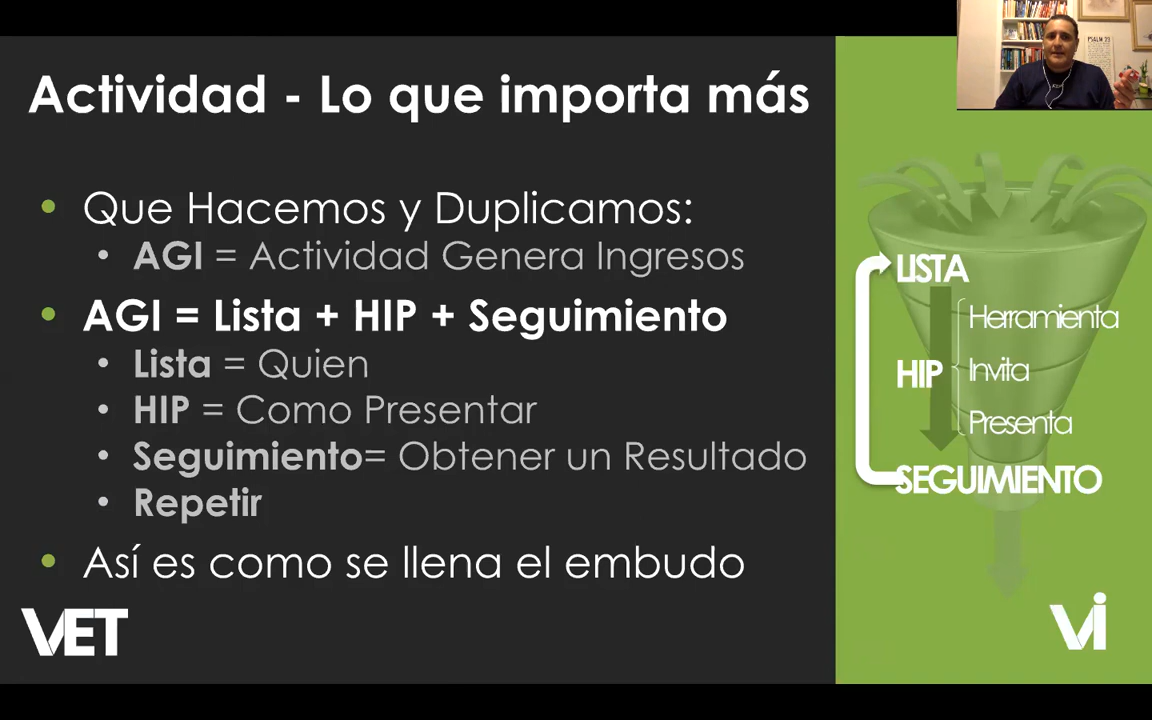 Actividad - Lo que importa más
• Que Hacemos y Duplicamos:
• AGI = Actividad Genera Ingresos
• AGI = Lista + HIP + Seguimiento
• Lista = Quien
• HIP = Como Presentar
• Seguimiento= Obtener un Resultado
• Repetir
• Así es como se llena el embudo
VET
PSALM 23
LISTA
Herramienta
HIP
Invita
Presenta
SEGUIMIENTO
Vi